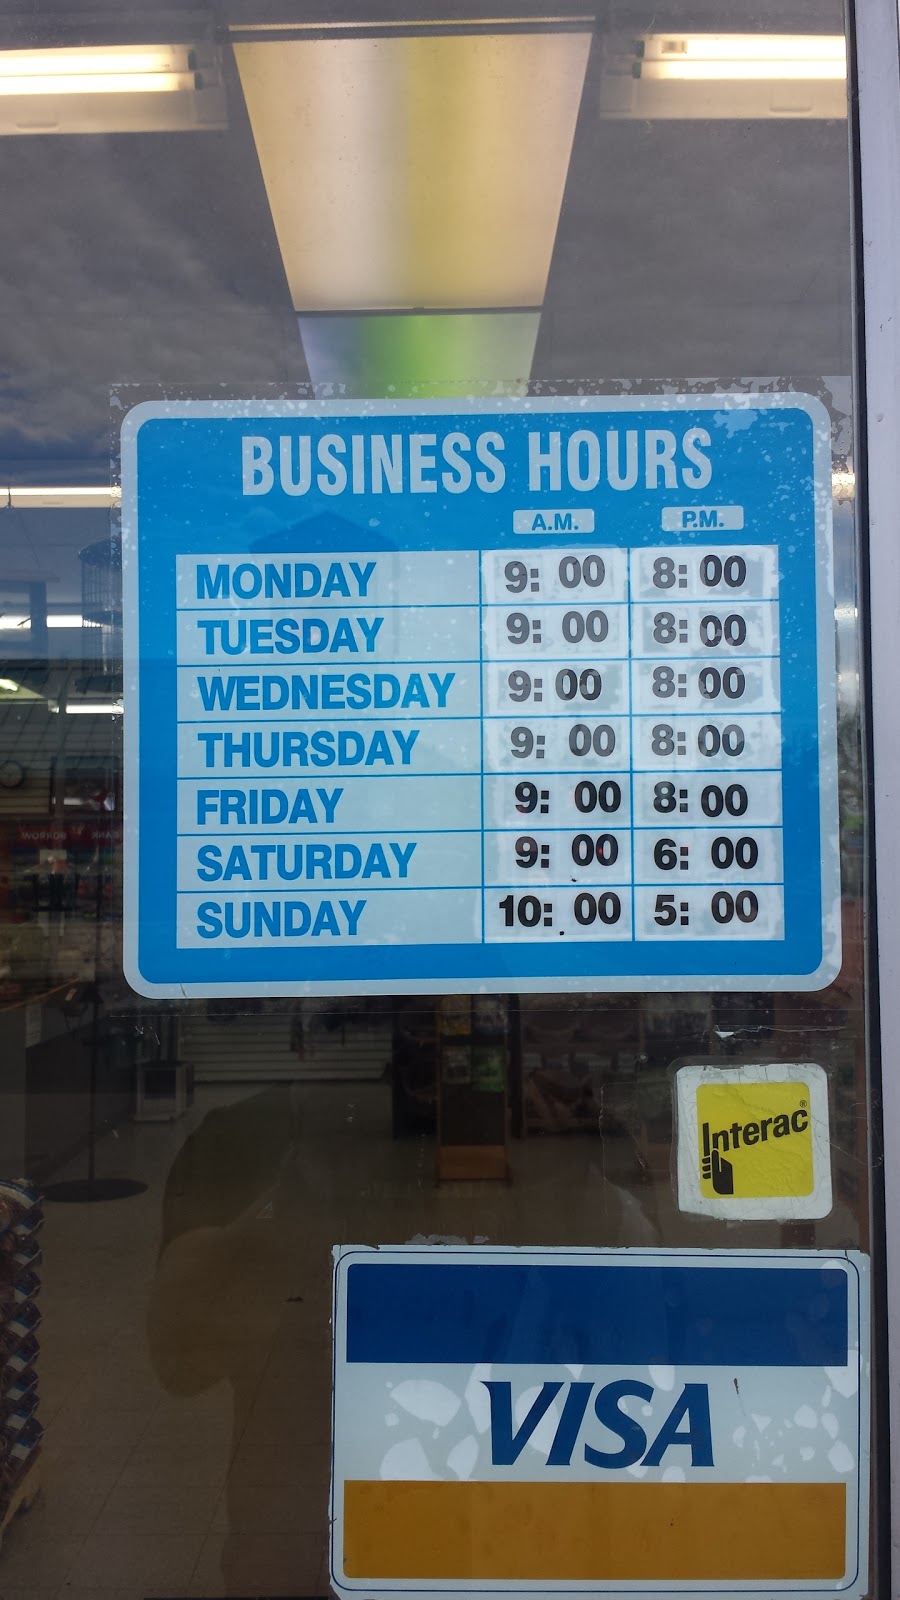 BUSINESS HOURS
A.M. P.M.
MONDAY 9: 00 8: 00
TUESDAY 9: 00 8: 00
WEDNESDAY 9: 00 8: 00
THURSDAY 9: 00 8: 00
FRIDAY 9: 00 8: 00
SATURDAY 9: 00 6: 00
SUNDAY 10: 00 5: 00
Interac®
VISA